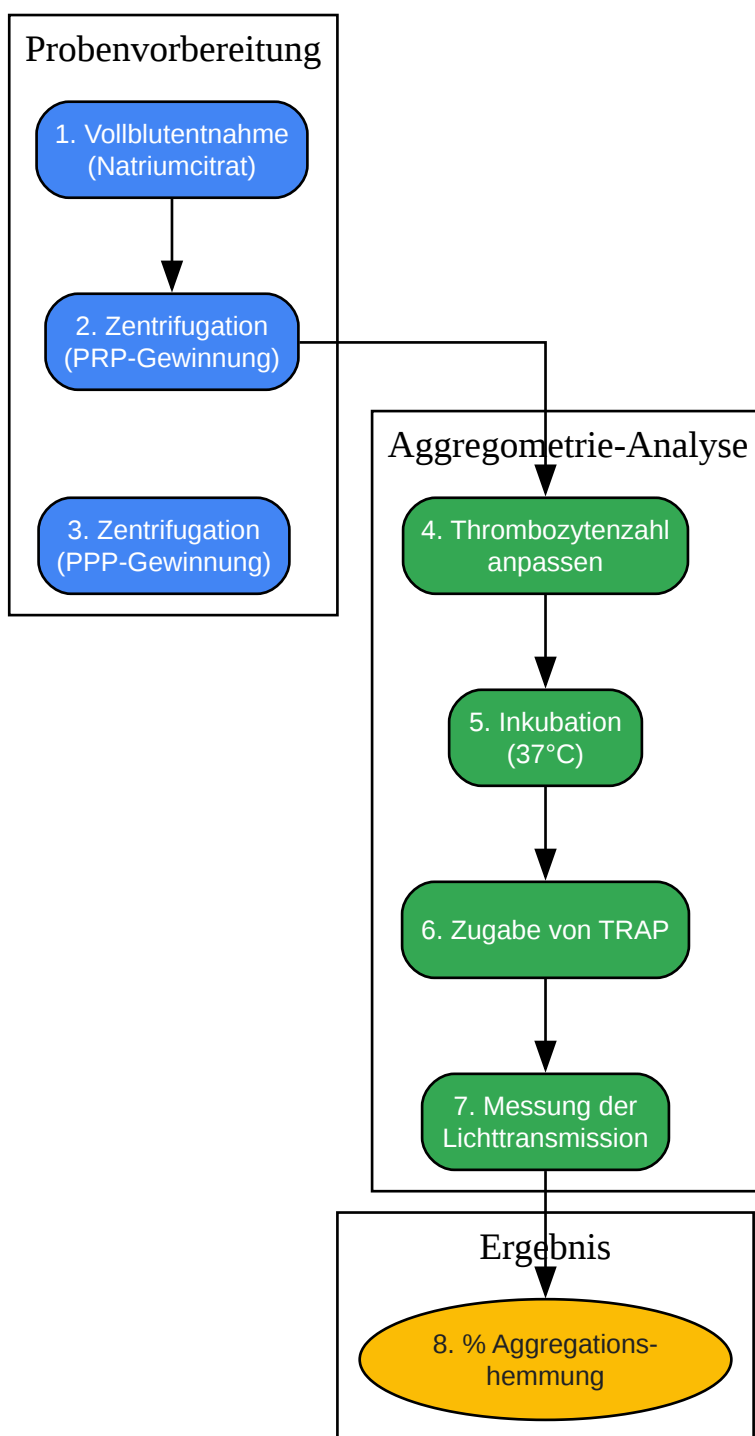 Probenvorbereitung
1. Vollblutentnahme
(Natriumcitrat)
2. Zentrifugation
(PRP-Gewinnung)
3. Zentrifugation
(PPP-Gewinnung)
Aggregometrie-Analyse
4. Thrombozytenzahl
anpassen
5. Inkubation
(37°C)
6. Zugabe von TRAP
7. Messung der
Lichttransmission
Ergebnis
8. % Aggregations-
hemmung